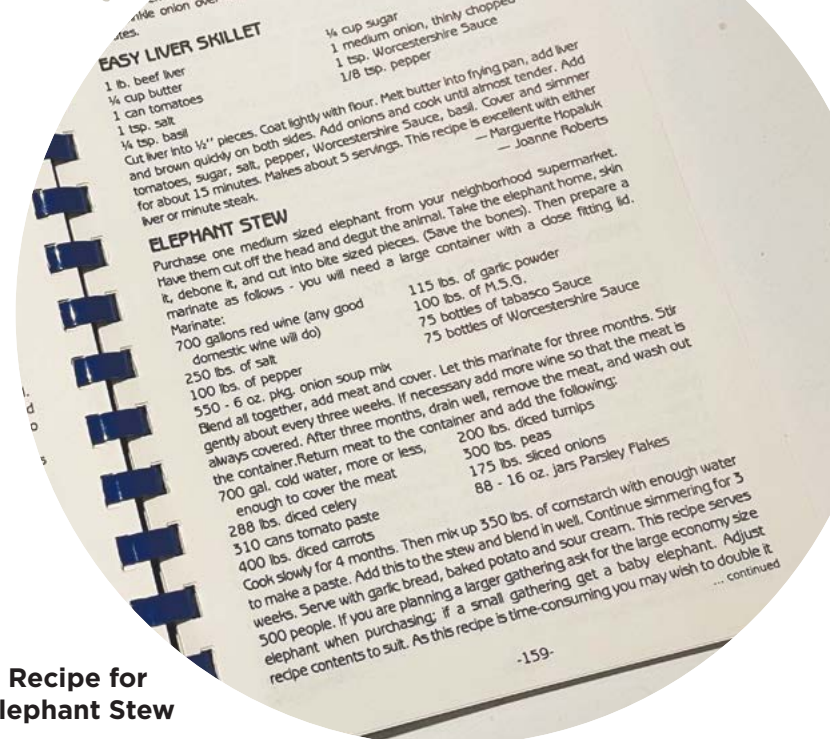 onion over
EASY LIVER SKILLET
1 lb. beef liver
¼ cup butter
1 can tomatoes
1 tsp. salt
¼ tsp. basil
¼ cup sugar
1 medium onion, thinly chopped
1 tsp. Worcestershire Sauce
1/8 tsp. pepper
Cut liver into ½'' pieces. Coat lightly with flour. Melt butter into frying pan, add liver
and brown quickly on both sides. Add onions and cook until almost tender. Add
tomatoes, sugar, salt, pepper, Worcestershire Sauce, basil. Cover and simmer
for about 15 minutes. Makes about 5 servings. This recipe is excellent with either
liver or minute steak.
— Marguerite Hopaluk
— Joanne Roberts
ELEPHANT STEW
Purchase one medium sized elephant from your neighborhood supermarket.
Have them cut off the head and degut the animal. Take the elephant home, skin
it, debone it, and cut into bite sized pieces. (Save the bones). Then prepare a
marinate as follows - you will need a large container with a close fitting lid.
Marinate:
700 gallons red wine (any good
domestic wine will do)
250 lbs. of salt
100 lbs. of pepper
550 - 6 oz. pkg. onion soup mix
115 lbs. of garlic powder
100 lbs. of M.S.G.
75 bottles of tabasco Sauce
75 bottles of Worcestershire Sauce
Blend all together, add meat and cover. Let this marinate for three months. Stir
gently about every three weeks. If necessary add more wine so that the meat is
always covered. After three months, drain well, remove the meat, and wash out
the container.Return meat to the container and add the following:
700 gal. cold water, more or less,
enough to cover the meat
288 lbs. diced celery
310 cans tomato paste
400 lbs. diced carrots
200 lbs. diced turnips
300 lbs. peas
175 lbs. sliced onions
88 - 16 oz. jars Parsley Flakes
Cook slowly for 4 months. Then mix up 350 lbs. of cornstarch with enough water
to make a paste. Add this to the stew and blend in well. Continue simmering for 3
weeks. Serve with garlic bread, baked potato and sour cream. This recipe serves
500 people. If you are planning a larger gathering ask for the large economy size
elephant when purchasing; if a small gathering get a baby elephant. Adjust
recipe contents to suit. As this recipe is time-consuming you may wish to double it
... continued
-159-
Recipe for
lephant Stew